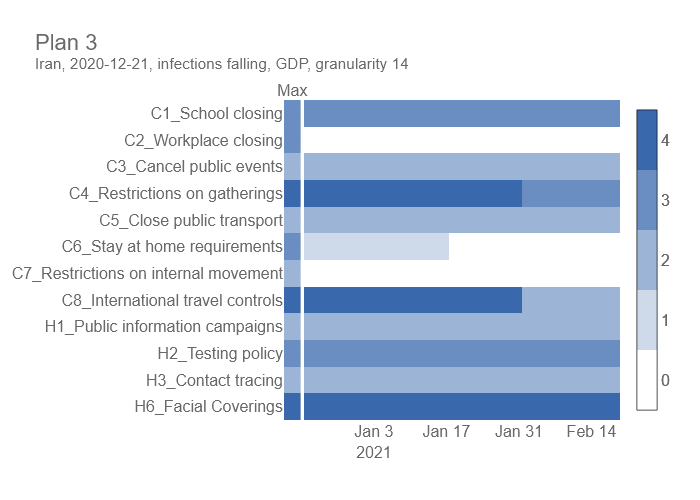 Plan 3
Iran, 2020-12-21, infections falling, GDP, granularity 14
Max
C1_School closing
C2_Workplace closing
C3_Cancel public events
C4_Restrictions on gatherings
C5_Close public transport
C6_Stay at home requirements
C7_Restrictions on internal movement
C8_International travel controls
H1_Public information campaigns
H2_Testing policy
H3_Contact tracing
H6_Facial Coverings
4
3
2
1
0
Jan 3 Jan 17 Jan 31 Feb 14
2021